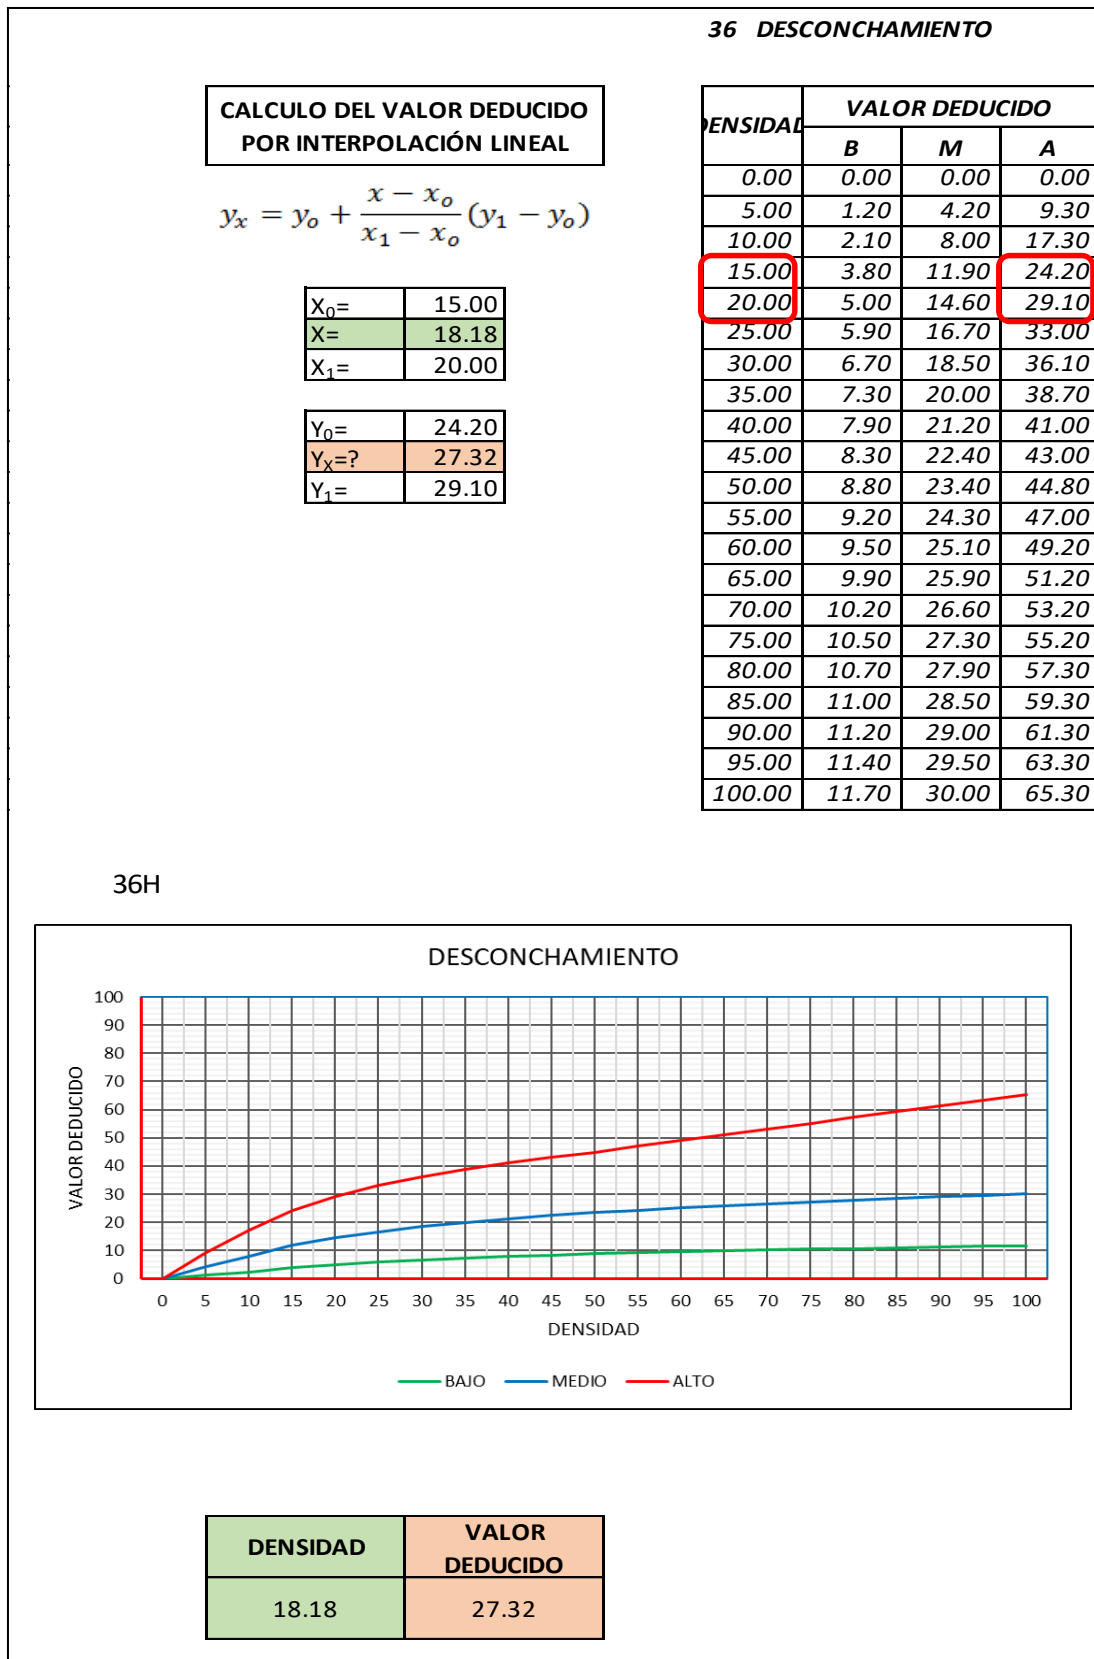 36 DESCONCHAMIENTO
CALCULO DEL VALOR DEDUCIDO
POR INTERPOLACIÓN LINEAL
y_x = y_o + \frac{x - x_o}{x_1 - x_o}(y_1 - y_o)
X₀= 15.00
X= 18.18
X₁= 20.00
Y₀= 24.20
Yₓ=? 27.32
Y₁= 29.10
DENSIDAD VALOR DEDUCIDO
B M A
0.00 0.00 0.00 0.00
5.00 1.20 4.20 9.30
10.00 2.10 8.00 17.30
15.00 3.80 11.90 24.20
20.00 5.00 14.60 29.10
25.00 5.90 16.70 33.00
30.00 6.70 18.50 36.10
35.00 7.30 20.00 38.70
40.00 7.90 21.20 41.00
45.00 8.30 22.40 43.00
50.00 8.80 23.40 44.80
55.00 9.20 24.30 47.00
60.00 9.50 25.10 49.20
65.00 9.90 25.90 51.20
70.00 10.20 26.60 53.20
75.00 10.50 27.30 55.20
80.00 10.70 27.90 57.30
85.00 11.00 28.50 59.30
90.00 11.20 29.00 61.30
95.00 11.40 29.50 63.30
100.00 11.70 30.00 65.30
36H
DESCONCHAMIENTO
VALOR DEDUCIDO
100
90
80
70
60
50
40
30
20
10
0
0 5 10 15 20 25 30 35 40 45 50 55 60 65 70 75 80 85 90 95 100
DENSIDAD
BAJO MEDIO ALTO
DENSIDAD VALOR
DEDUCIDO
18.18 27.32